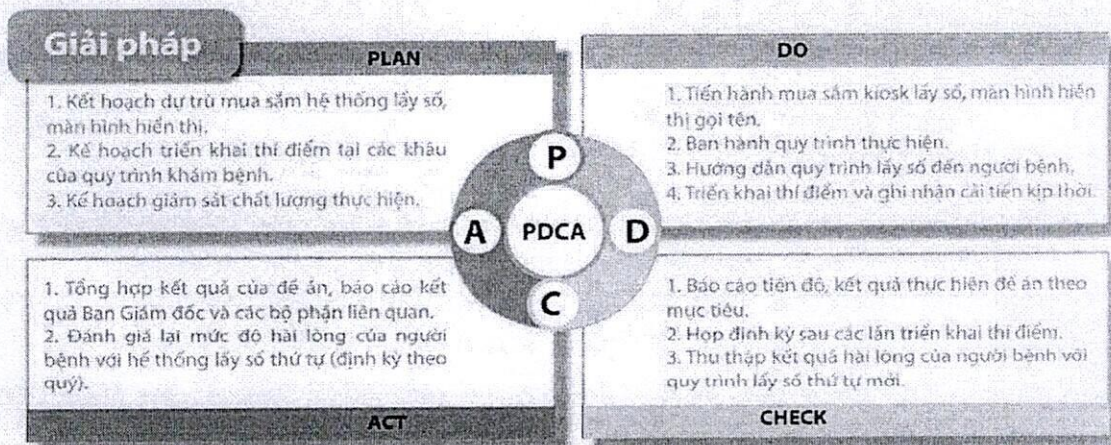 Giải pháp
PLAN
1. Kết hoạch dự trù mua sắm hệ thống lấy số,
màn hình hiển thị.
2. Kế hoạch triển khai thí điểm tại các khâu
của quy trình khám bệnh.
3. Kế hoạch giám sát chất lượng thực hiện.
DO
1. Tiến hành mua sắm kiosk lấy số, màn hình hiển
thị gọi tên.
2. Ban hành quy trình thực hiện.
3. Hướng dẫn quy trình lấy số đến người bệnh.
4. Triển khai thí điểm và ghi nhận cải tiến kịp thời.
P
A
PDCA
D
C
1. Tổng hợp kết quả của đề án, báo cáo kết
quả Ban Giám đốc và các bộ phận liên quan.
2. Đánh giá lại mức độ hài lòng của người
bệnh với hế thống lấy số thứ tự (định kỳ theo
quý).
ACT
1. Báo cáo tiến độ, kết quả thực hiện đề án theo
mục tiêu.
2. Họp định kỳ sau các lần triển khai thí điểm.
3. Thu thập kết quả hài lòng của người bệnh với
quy trình lấy số thứ tự mới.
CHECK